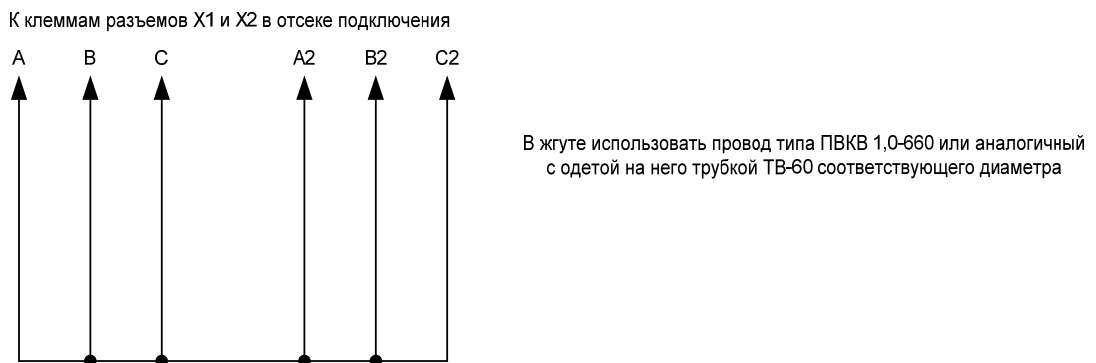 К клеммам разъемов X1 и X2 в отсеке подключения
A B C A2 B2 C2
В жгуте использовать провод типа ПВКВ 1,0-660 или аналогичный
с одетой на него трубкой ТВ-60 соответствующего диаметра